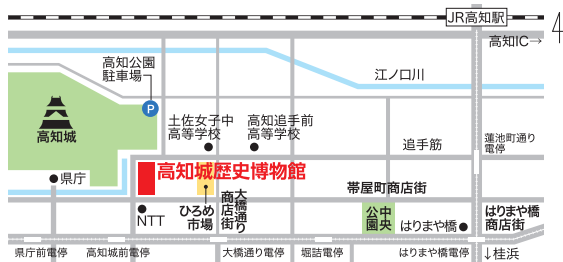 JR高知駅
4
高知IC→
高知公園
駐車場
江ノ口川
P
高知城
土佐女子中
高等学校
高知追手前
高等学校
追手筋
蓮池町通り
電停
高知城歴史博物館
県庁
帯屋町商店街
ひろめ
市場
大橋通り
商店街
NTT
中央
公園
はりまや橋
はりまや橋
商店街
県庁前電停
高知城前電停
大橋通り電停
堀詰電停
はりまや橋電停
↓桂浜